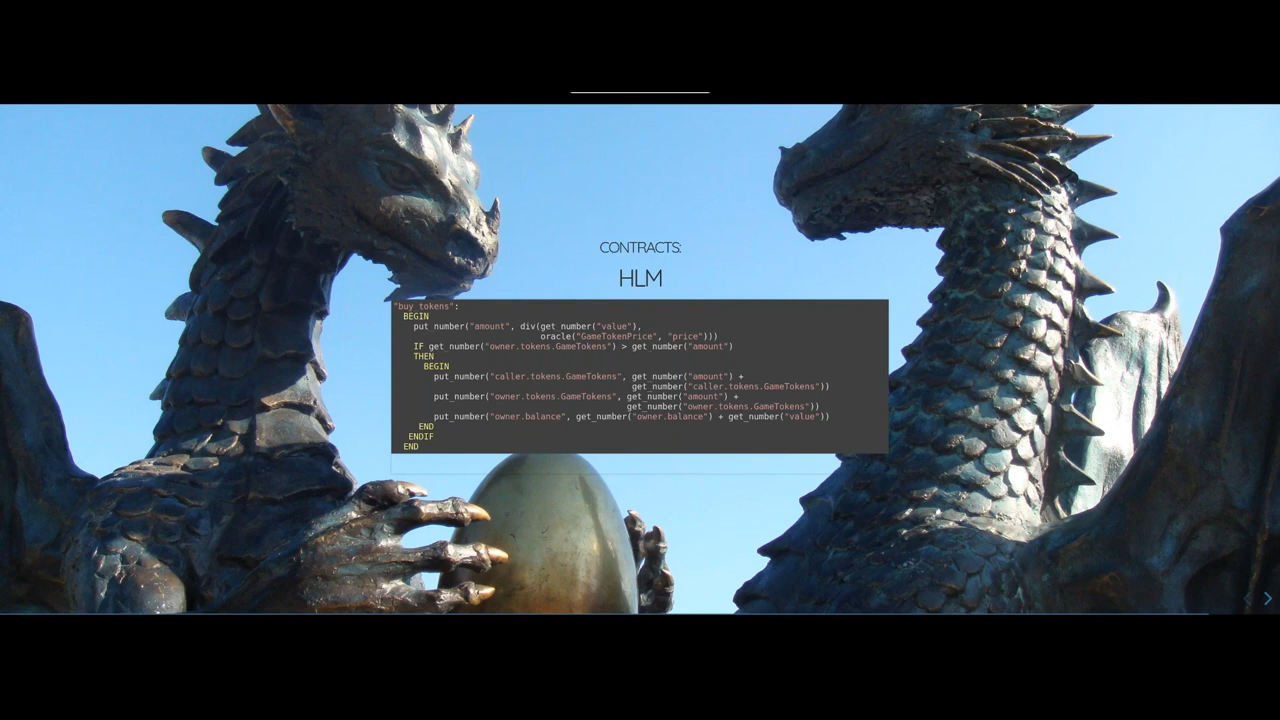 CONTRACTS:
HLM
"buy_tokens":
BEGIN
put_number("amount", div(get_number("value"),
oracle("GameTokenPrice", "price")))
IF get_number("owner.tokens.GameTokens") > get_number("amount")
THEN
BEGIN
put_number("caller.tokens.GameTokens", get_number("amount") +
get_number("caller.tokens.GameTokens"))
put_number("owner.tokens.GameTokens", get_number("amount") +
get_number("owner.tokens.GameTokens"))
put_number("owner.balance", get_number("owner.balance") + get_number("value"))
END
ENDIF
END